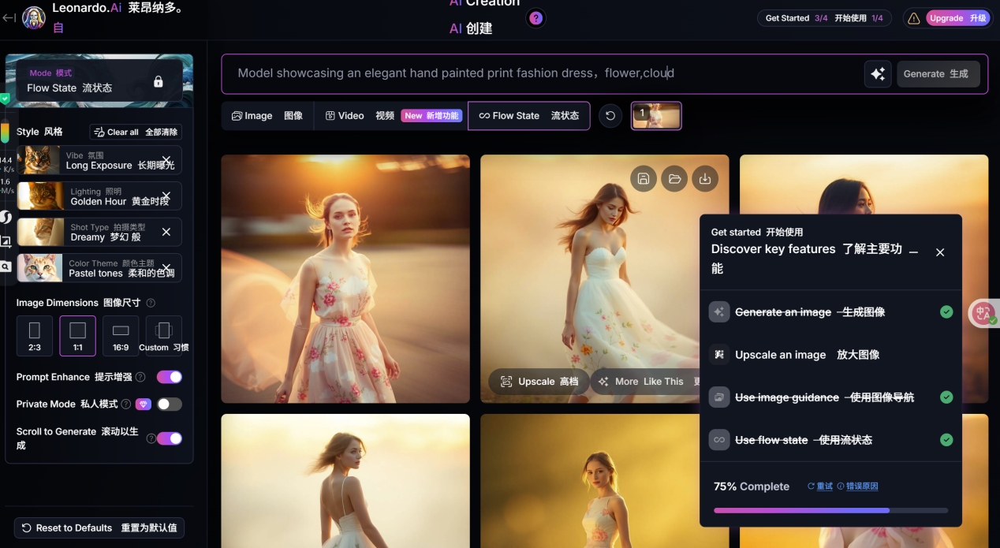 Leonardo.Ai 莱昂纳多。
自
AI Creation
AI 创建
?
Get Started 3/4 开始使用 1/4
Upgrade 升级
Mode 模式
Flow State 流状态
Model showcasing an elegant hand painted print fashion dress，flower,cloud
Generate 生成
Image 图像
Video 视频 New 新增功能
Flow State 流状态
1
Style 风格
Clear all 全部清除
14.4
K/s
1.6
M/s
Vibe 氛围
Long Exposure 长期曝光
Lighting 照明
Golden Hour 黄金时段
Shot Type 拍摄类型
Dreamy 梦幻 般
Color Theme 颜色主题
Pastel tones 柔和的色调
Image Dimensions 图像尺寸 ?
2:3
1:1
16:9
Custom 习惯
Prompt Enhance 提示增强 ?
Private Mode 私人模式 ?
Scroll to Generate 滚动以生
成 ?
Reset to Defaults 重置为默认值
Upscale 高档
More Like This
Get started 开始使用
Discover key features 了解主要功
能
Generate an image 生成图像
Upscale an image 放大图像
Use image guidance 使用图像导航
Use flow state 使用流状态
75% Complete
重试 错误原因
中A